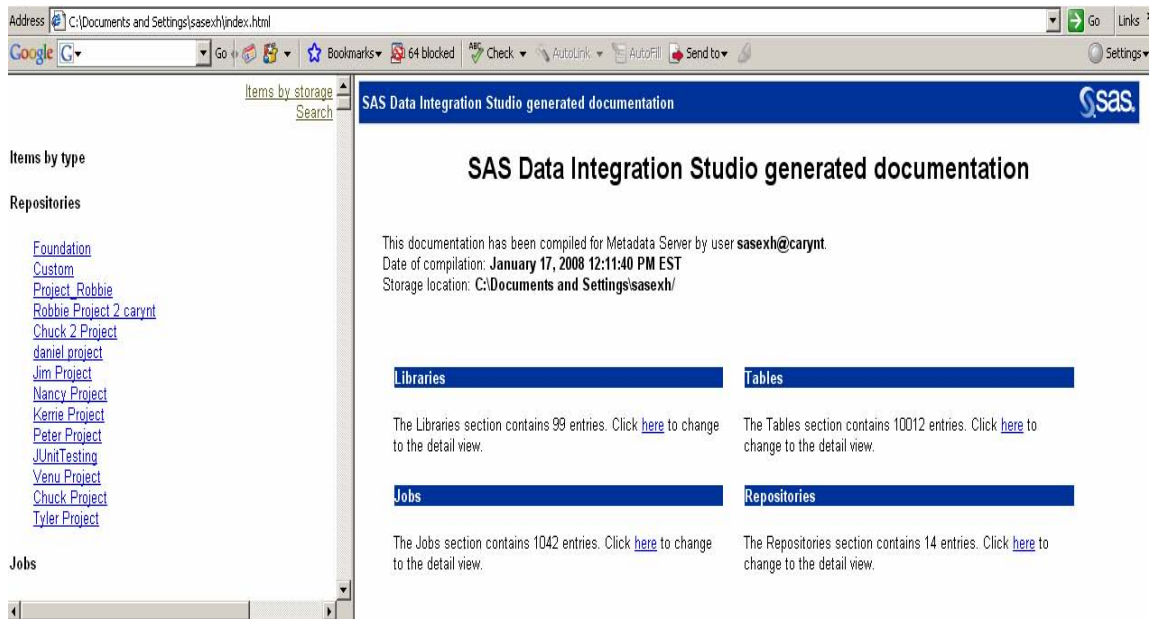 Address C:\Documents and Settings\sasexh\index.html Go Links
Google G Go Bookmarks 64 blocked ABC Check AutoLink AutoFill Send to Settings
Items by storage
Search
Items by type
Repositories
Foundation
Custom
Project_Robbie
Robbie Project 2 carynt
Chuck 2 Project
daniel project
Jim Project
Nancy Project
Kerrie Project
Peter Project
JUnitTesting
Venu Project
Chuck Project
Tyler Project
Jobs
SAS Data Integration Studio generated documentation
sas.
SAS Data Integration Studio generated documentation
This documentation has been compiled for Metadata Server by user sasexh@carynt.
Date of compilation: January 17, 2008 12:11:40 PM EST
Storage location: C:\Documents and Settings\sasexh/
Libraries
The Libraries section contains 99 entries. Click here to change
to the detail view.
Tables
The Tables section contains 10012 entries. Click here to
change to the detail view.
Jobs
The Jobs section contains 1042 entries. Click here to change
to the detail view.
Repositories
The Repositories section contains 14 entries. Click here to
change to the detail view.